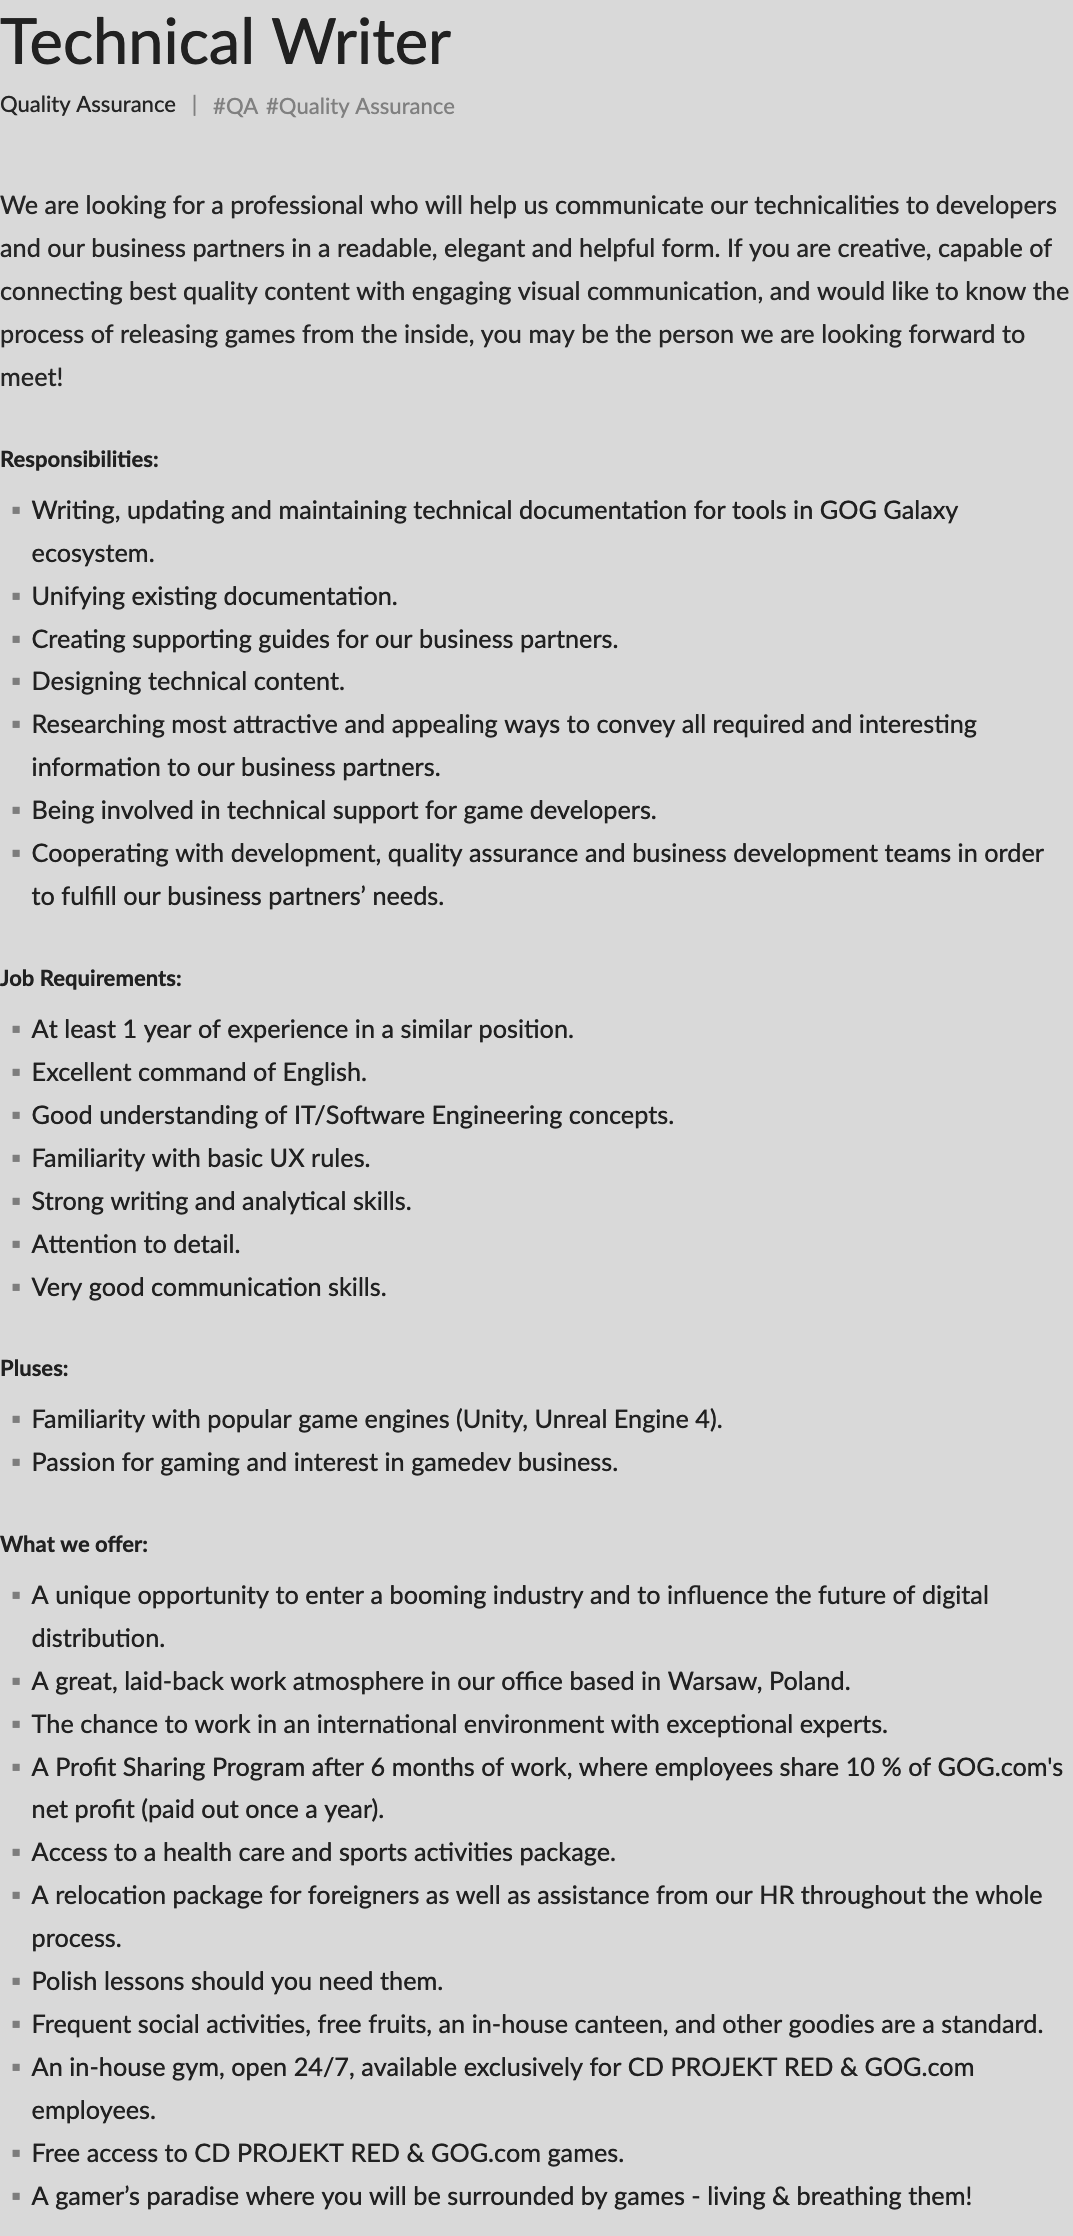 Technical Writer
Quality Assurance | #QA #Quality Assurance
We are looking for a professional who will help us communicate our technicalities to developers
and our business partners in a readable, elegant and helpful form. If you are creative, capable of
connecting best quality content with engaging visual communication, and would like to know the
process of releasing games from the inside, you may be the person we are looking forward to
meet!
Responsibilities:
▪ Writing, updating and maintaining technical documentation for tools in GOG Galaxy
ecosystem.
▪ Unifying existing documentation.
▪ Creating supporting guides for our business partners.
▪ Designing technical content.
▪ Researching most attractive and appealing ways to convey all required and interesting
information to our business partners.
▪ Being involved in technical support for game developers.
▪ Cooperating with development, quality assurance and business development teams in order
to fulfill our business partners’ needs.
Job Requirements:
▪ At least 1 year of experience in a similar position.
▪ Excellent command of English.
▪ Good understanding of IT/Software Engineering concepts.
▪ Familiarity with basic UX rules.
▪ Strong writing and analytical skills.
▪ Attention to detail.
▪ Very good communication skills.
Pluses:
▪ Familiarity with popular game engines (Unity, Unreal Engine 4).
▪ Passion for gaming and interest in gamedev business.
What we offer:
▪ A unique opportunity to enter a booming industry and to influence the future of digital
distribution.
▪ A great, laid-back work atmosphere in our office based in Warsaw, Poland.
▪ The chance to work in an international environment with exceptional experts.
▪ A Profit Sharing Program after 6 months of work, where employees share 10 % of GOG.com's
net profit (paid out once a year).
▪ Access to a health care and sports activities package.
▪ A relocation package for foreigners as well as assistance from our HR throughout the whole
process.
▪ Polish lessons should you need them.
▪ Frequent social activities, free fruits, an in-house canteen, and other goodies are a standard.
▪ An in-house gym, open 24/7, available exclusively for CD PROJEKT RED & GOG.com
employees.
▪ Free access to CD PROJEKT RED & GOG.com games.
▪ A gamer’s paradise where you will be surrounded by games - living & breathing them!